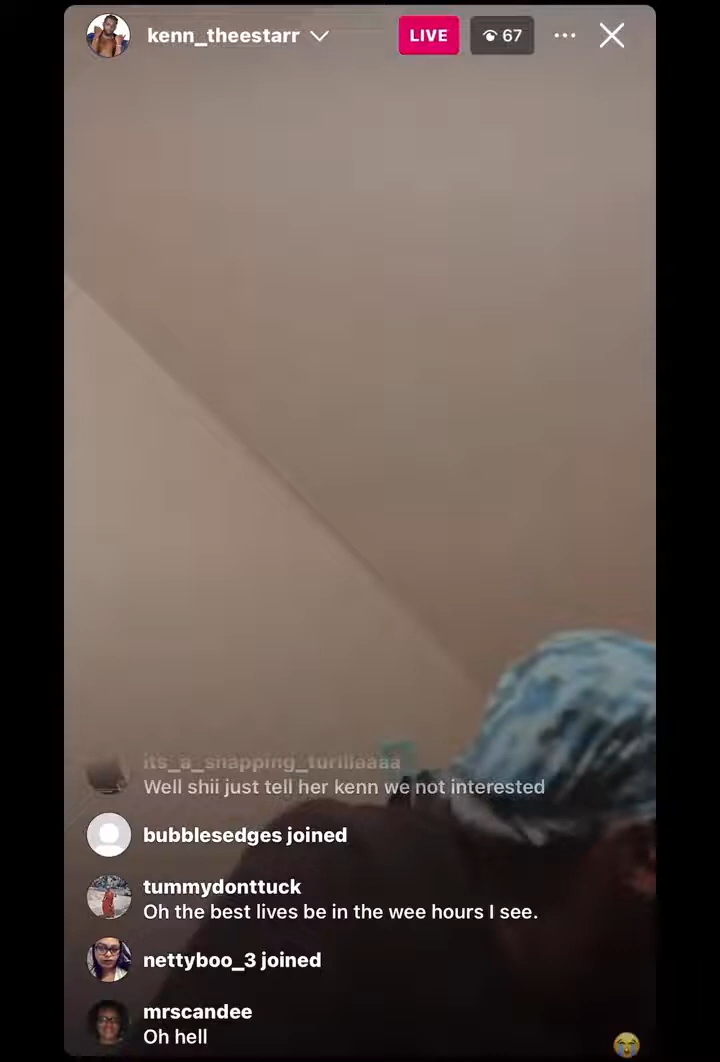 kenn_theestarr
LIVE
67
its_a_snapping_turtlaaaa
Well shii just tell her kenn we not interested
bubblesedges joined
tummydonttuck
Oh the best lives be in the wee hours I see.
nettyboo_3 joined
mrscandee
Oh hell